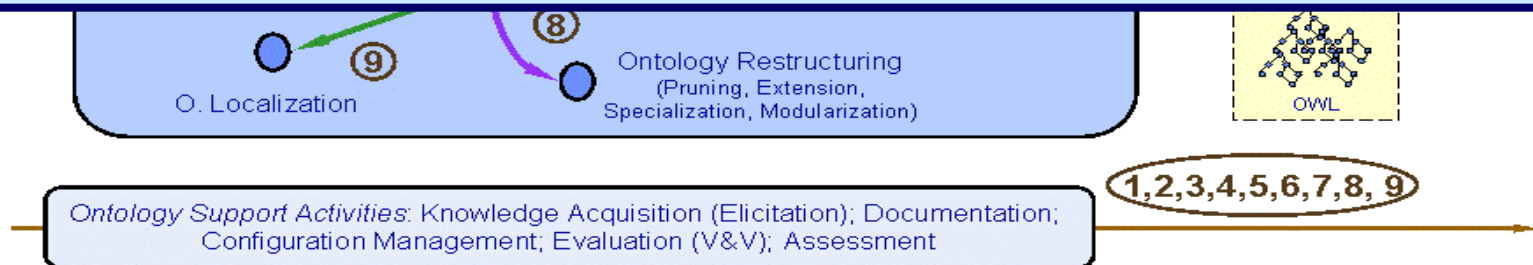 8
9
Ontology Restructuring
(Pruning, Extension,
Specialization, Modularization)
O. Localization
OWL
1,2,3,4,5,6,7,8, 9
Ontology Support Activities: Knowledge Acquisition (Elicitation); Documentation;
Configuration Management; Evaluation (V&V); Assessment